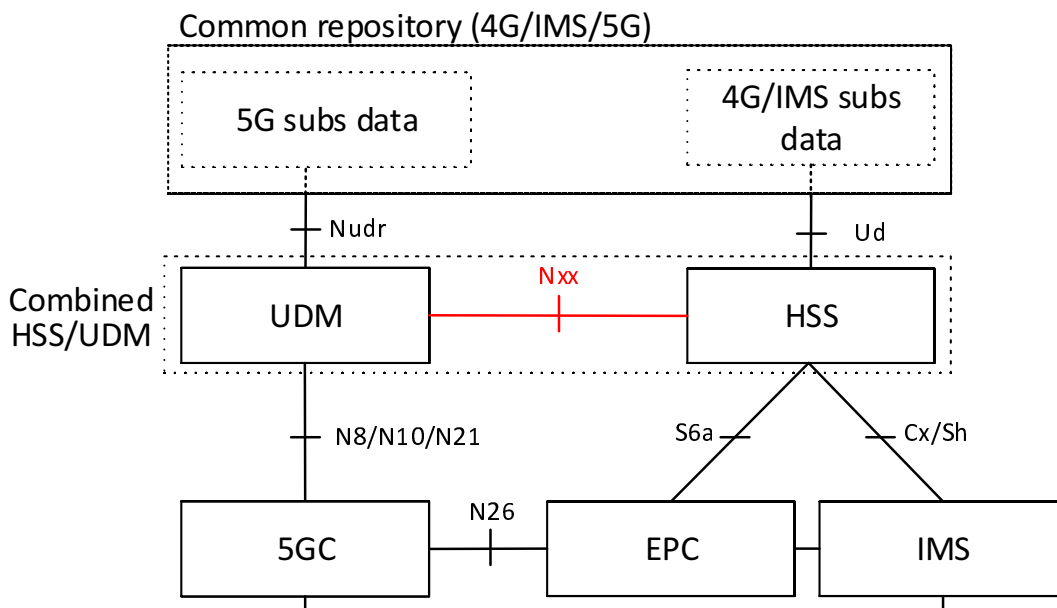 Common repository (4G/IMS/5G)
5G subs data
4G/IMS subs
data
Nudr
Ud
Combined
HSS/UDM
UDM
Nxx
HSS
N8/N10/N21
S6a
Cx/Sh
5GC
N26
EPC
IMS